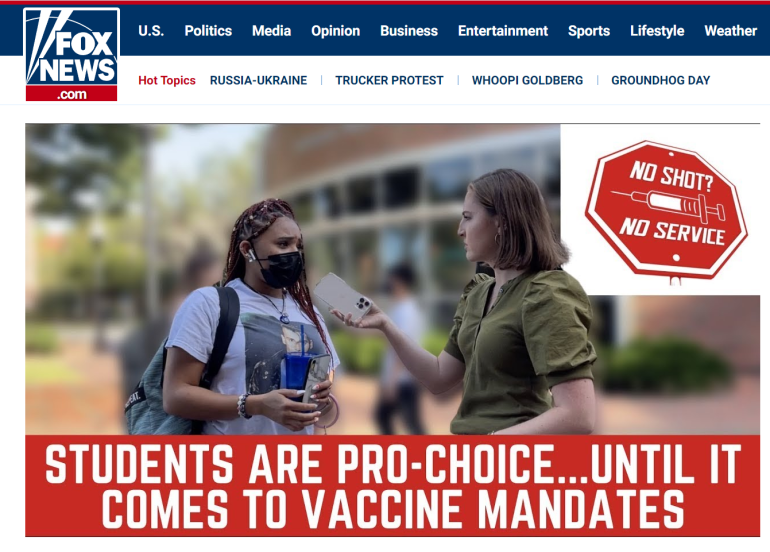 FOX
NEWS
.com
U.S. Politics Media Opinion Business Entertainment Sports Lifestyle Weather
Hot Topics RUSSIA-UKRAINE | TRUCKER PROTEST | WHOOPI GOLDBERG | GROUNDHOG DAY
NO SHOT?
NO SERVICE
STUDENTS ARE PRO-CHOICE...UNTIL IT
COMES TO VACCINE MANDATES